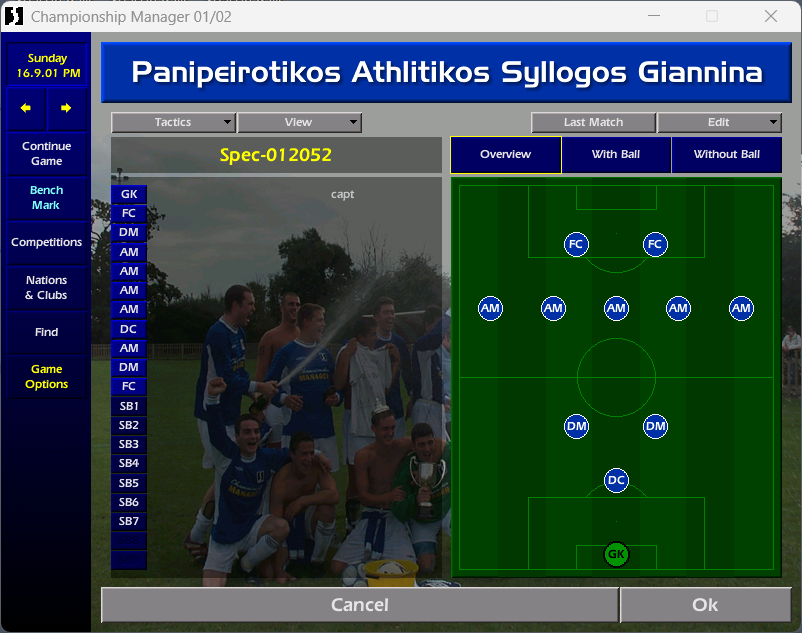 Championship Manager 01/02
Sunday
16.9.01 PM
Panipeirotikos Athlitikos Syllogos Giannina
Continue
Game
Bench
Mark
Competitions
Nations
& Clubs
Find
Game
Options
Tactics
View
Last Match
Edit
Spec-012052
Overview
With Ball
Without Ball
GK
capt
FC
DM
AM
AM
AM
AM
DC
AM
DM
FC
SB1
SB2
SB3
SB4
SB5
SB6
SB7
FC FC
AM AM AM AM AM
DM DM
DC
GK
Cancel
Ok